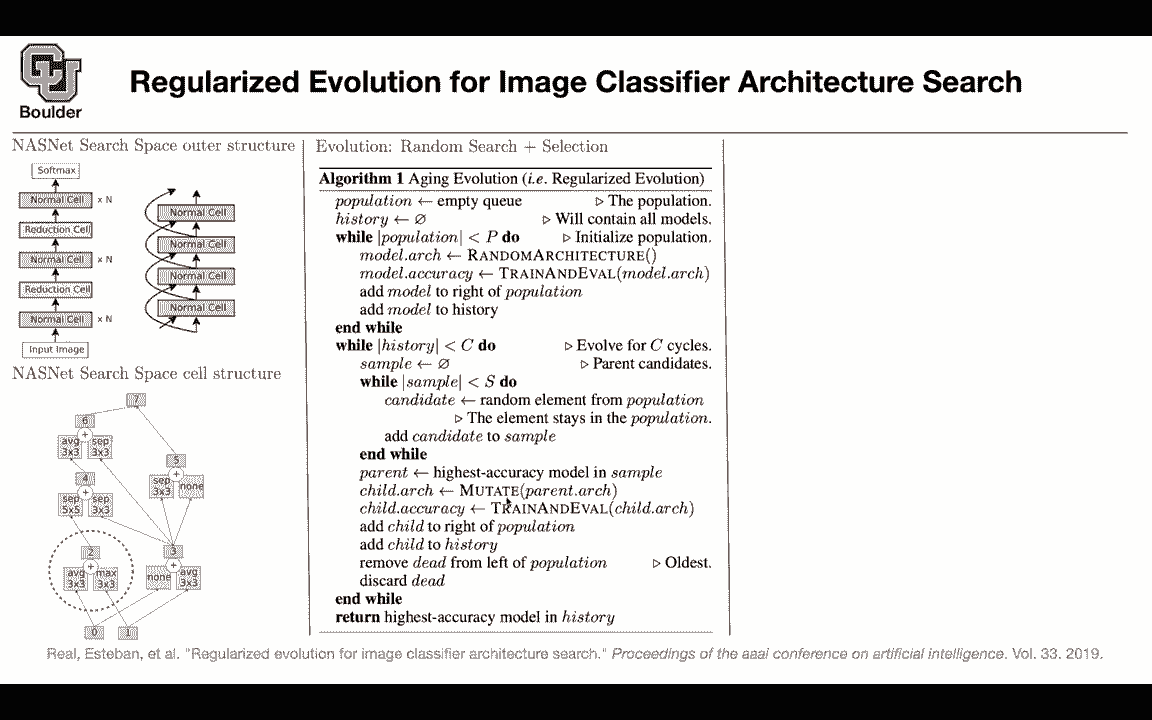 Boulder
Regularized Evolution for Image Classifier Architecture Search
NASNet Search Space outer structure
Softmax
Normal Cell x N
Reduction Cell
Normal Cell x N
Reduction Cell
Normal Cell x N
Input Image
Normal Cell
Normal Cell
Normal Cell
Normal Cell
NASNet Search Space cell structure
7
6
+
avg 3x3
sep 3x3
5
+
sep 3x3
none
4
+
sep 5x5
sep 3x3
2
+
avg 3x3
max 3x3
3
+
none
avg 3x3
0
1
Evolution: Random Search + Selection
Algorithm 1 Aging Evolution (i.e. Regularized Evolution)
population ← empty queue ▷ The population.
history ← ∅ ▷ Will contain all models.
while |population| < P do ▷ Initialize population.
model.arch ← RANDOMARCHITECTURE()
model.accuracy ← TRAINANDEVAL(model.arch)
add model to right of population
add model to history
end while
while |history| < C do ▷ Evolve for C cycles.
sample ← ∅ ▷ Parent candidates.
while |sample| < S do
candidate ← random element from population
▷ The element stays in the population.
add candidate to sample
end while
parent ← highest-accuracy model in sample
child.arch ← MUTATE(parent.arch)
child.accuracy ← TRAINANDEVAL(child.arch)
add child to right of population
add child to history
remove dead from left of population ▷ Oldest.
discard dead
end while
return highest-accuracy model in history
Real, Esteban, et al. "Regularized evolution for image classifier architecture search." Proceedings of the aaai conference on artificial intelligence. Vol. 33. 2019.